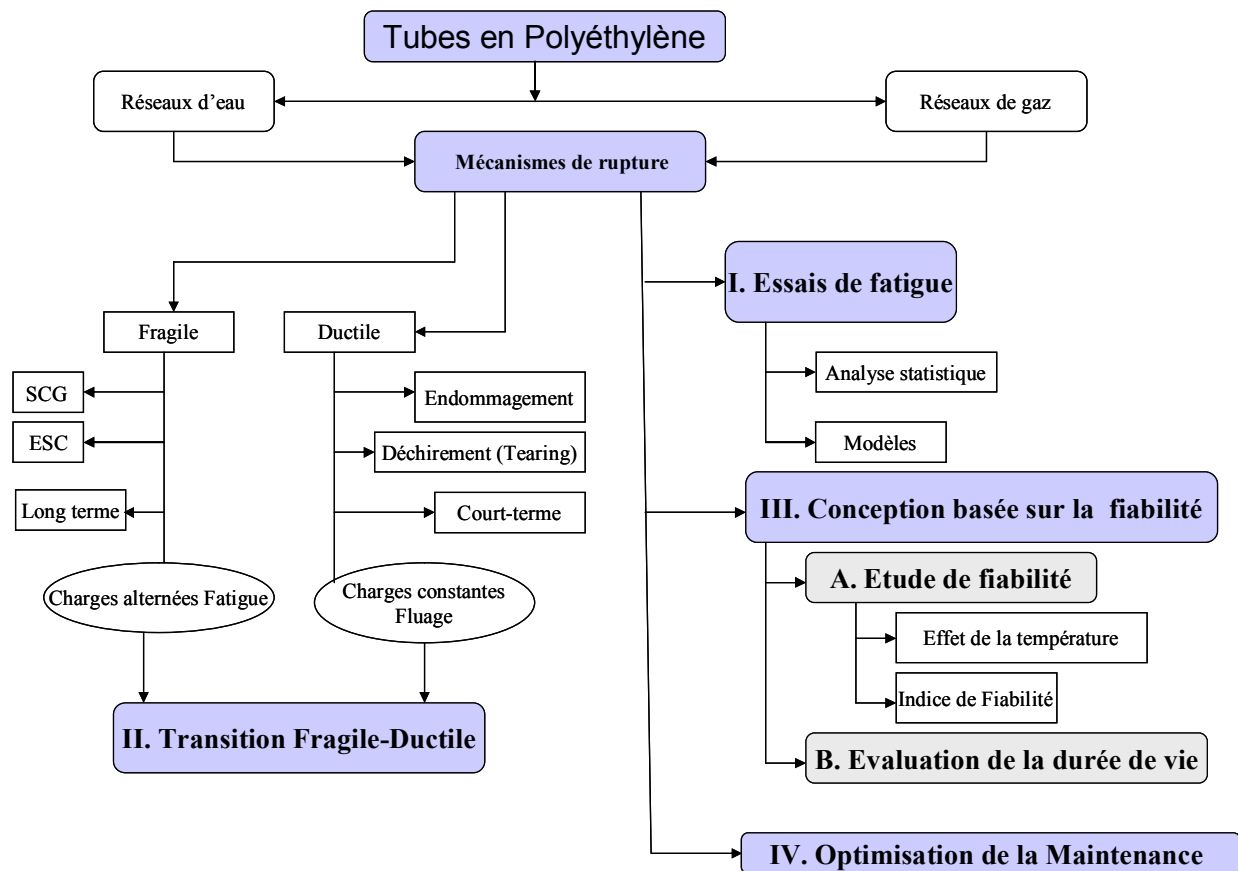 Tubes en Polyéthylène
Réseaux d'eau
Réseaux de gaz
Mécanismes de rupture
I. Essais de fatigue
Fragile
Ductile
SCG
Endommagement
Analyse statistique
ESC
Déchirement (Tearing)
Modèles
Long terme
Court-terme
III. Conception basée sur la fiabilité
A. Etude de fiabilité
Charges alternées Fatigue
Charges constantes
Fluage
Effet de la température
Indice de Fiabilité
II. Transition Fragile-Ductile
B. Evaluation de la durée de vie
IV. Optimisation de la Maintenance